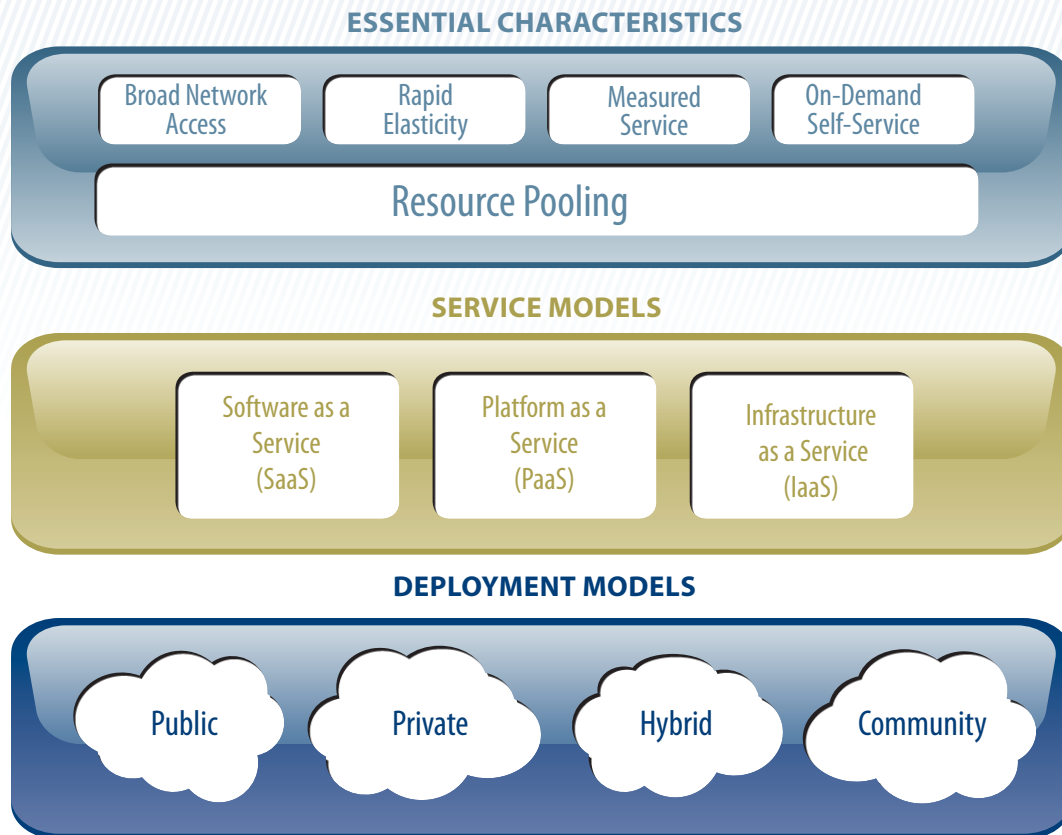 ESSENTIAL CHARACTERISTICS
Broad Network
Access
Rapid
Elasticity
Measured
Service
On-Demand
Self-Service
Resource Pooling
SERVICE MODELS
Software as a
Service
(SaaS)
Platform as a
Service
(PaaS)
Infrastructure
as a Service
(IaaS)
DEPLOYMENT MODELS
Public
Private
Hybrid
Community